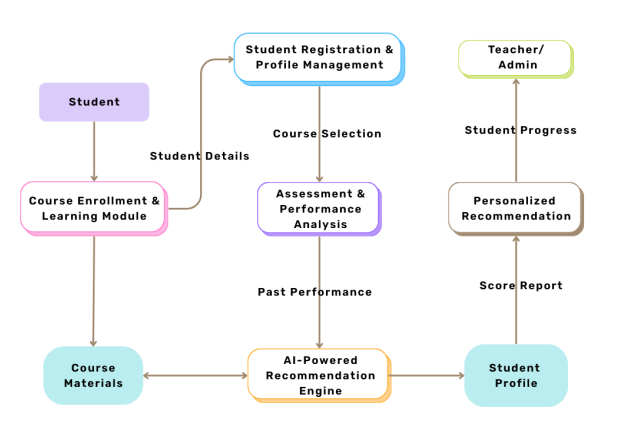 Student Registration &
Profile Management
Teacher/
Admin
Student
Course Selection
Student Progress
Student Details
Course Enrollment &
Learning Module
Assessment &
Performance
Analysis
Personalized
Recommendation
Past Performance
Score Report
Course
Materials
AI-Powered
Recommendation
Engine
Student
Profile